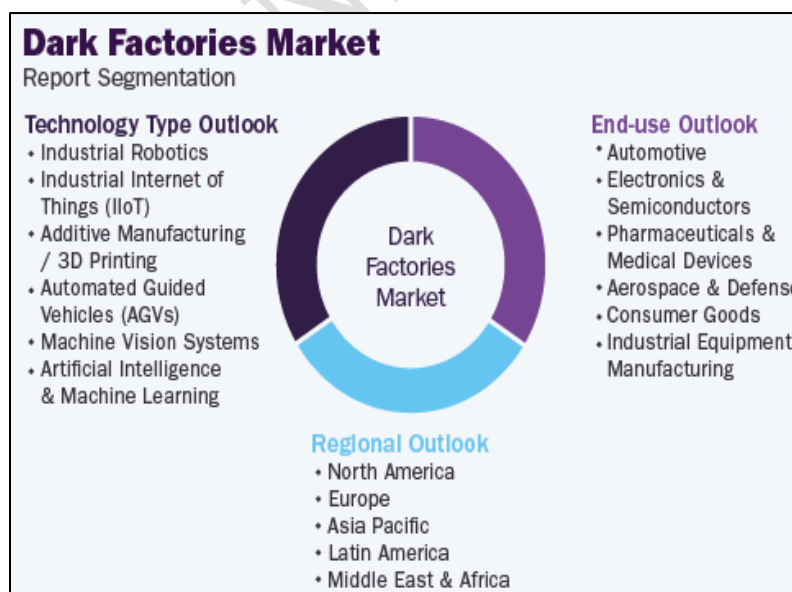 Dark Factories Market
Report Segmentation
Technology Type Outlook
• Industrial Robotics
• Industrial Internet of
Things (IIoT)
• Additive Manufacturing
/ 3D Printing
• Automated Guided
Vehicles (AGVs)
• Machine Vision Systems
• Artificial Intelligence
& Machine Learning
Dark
Factories
Market
End-use Outlook
• Automotive
• Electronics &
Semiconductors
• Pharmaceuticals &
Medical Devices
• Aerospace & Defense
• Consumer Goods
• Industrial Equipment
Manufacturing
Regional Outlook
• North America
• Europe
• Asia Pacific
• Latin America
• Middle East & Africa